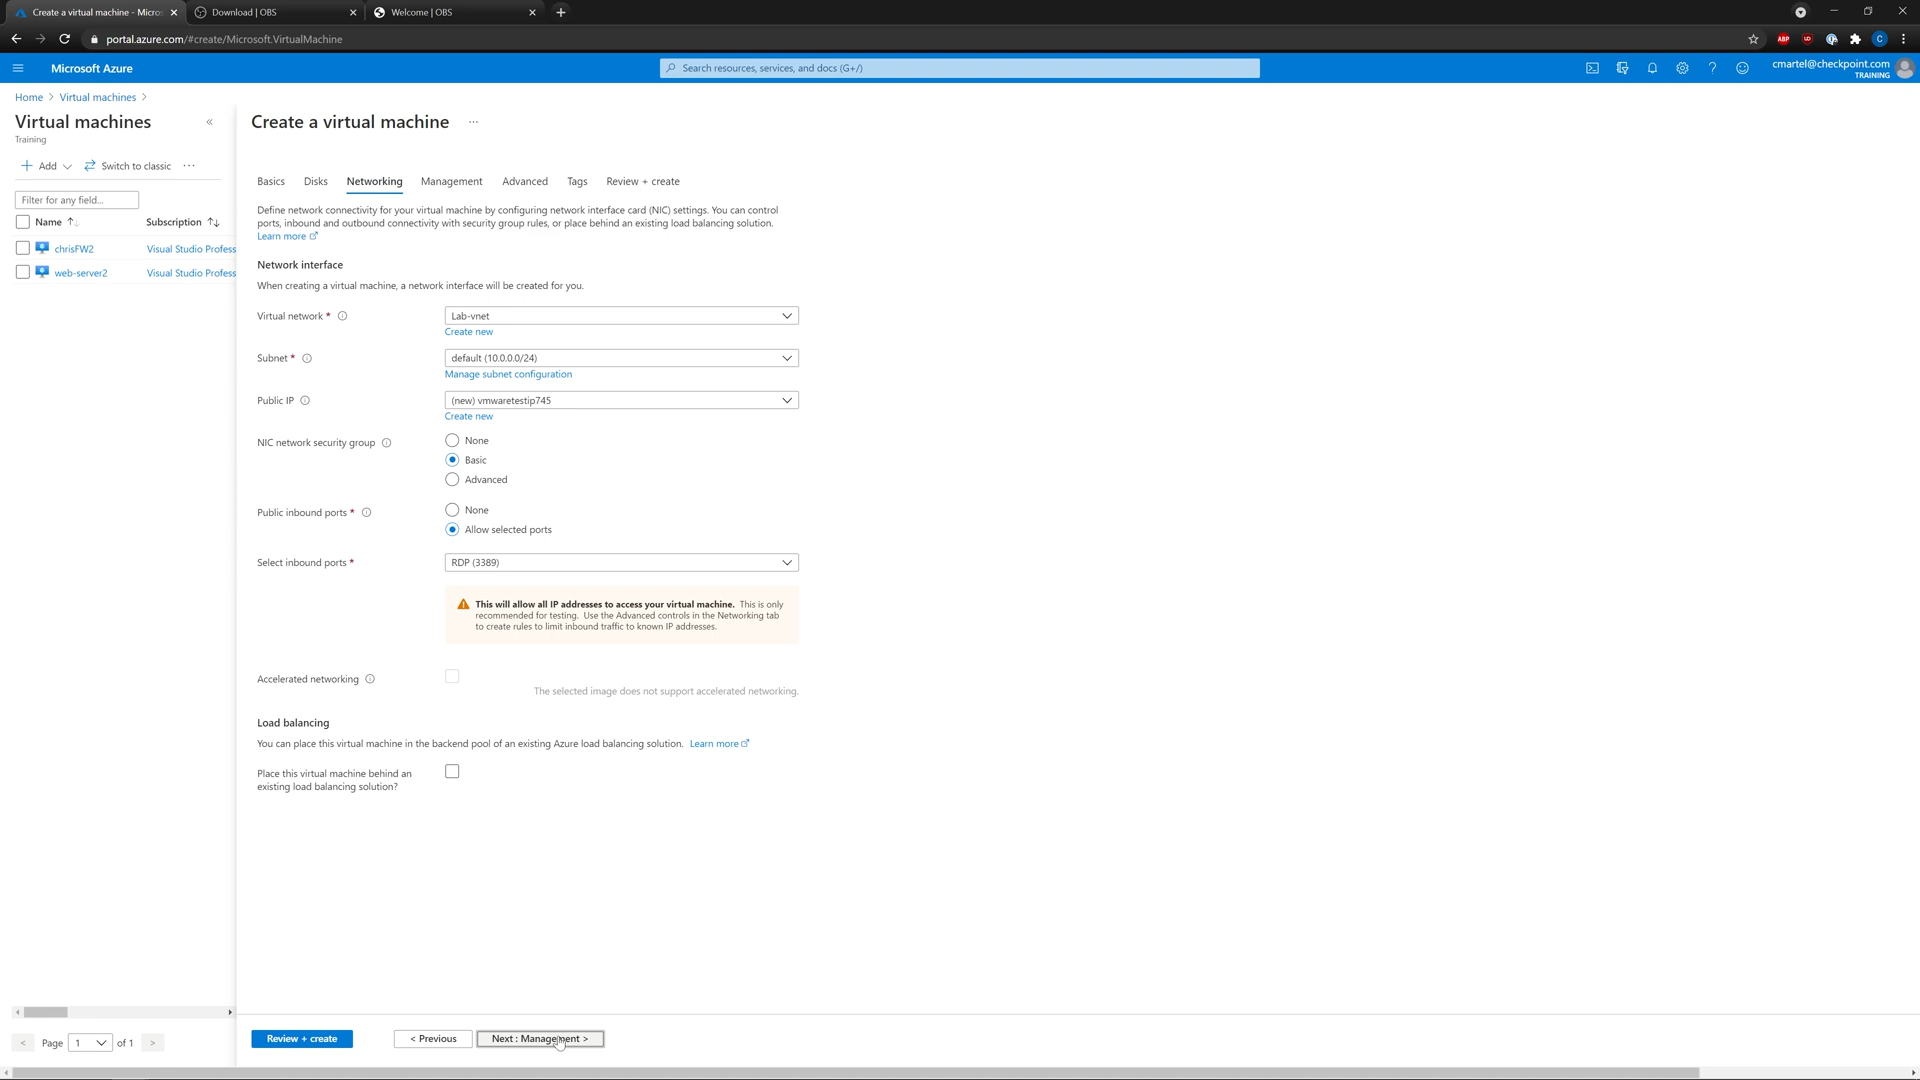 Create a virtual machine - Micros
Download | OBS
Welcome | OBS
portal.azure.com/#create/Microsoft.VirtualMachine
ABP
C
Microsoft Azure
Search resources, services, and docs (G+/)
cmartel@checkpoint.com
TRAINING
Home > Virtual machines >
Virtual machines
«
Training
Add
Switch to classic
...
Filter for any field...
Name
Subscription
chrisFW2
Visual Studio Profess
web-server2
Visual Studio Profess
< Page 1 of 1 >
Create a virtual machine
...
Basics
Disks
Networking
Management
Advanced
Tags
Review + create
Define network connectivity for your virtual machine by configuring network interface card (NIC) settings. You can control
ports, inbound and outbound connectivity with security group rules, or place behind an existing load balancing solution.
Learn more
Network interface
When creating a virtual machine, a network interface will be created for you.
Virtual network *
Lab-vnet
Create new
Subnet *
default (10.0.0.0/24)
Manage subnet configuration
Public IP
(new) vmwaretestip745
Create new
NIC network security group
None
Basic
Advanced
Public inbound ports *
None
Allow selected ports
Select inbound ports *
RDP (3389)
This will allow all IP addresses to access your virtual machine. This is only
recommended for testing. Use the Advanced controls in the Networking tab
to create rules to limit inbound traffic to known IP addresses.
Accelerated networking
The selected image does not support accelerated networking.
Load balancing
You can place this virtual machine in the backend pool of an existing Azure load balancing solution. Learn more
Place this virtual machine behind an
existing load balancing solution?
Review + create
< Previous
Next : Management >